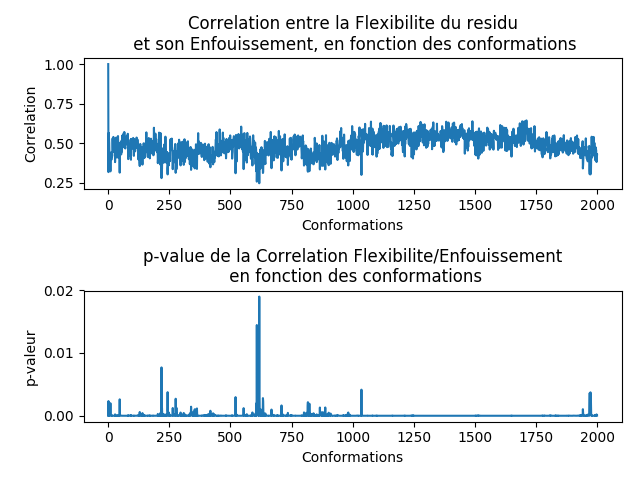 Correlation entre la Flexibilite du residu
et son Enfouissement, en fonction des conformations
1.00
0.75
0.50
0.25
Correlation
0 250 500 750 1000 1250 1500 1750 2000
Conformations
p-value de la Correlation Flexibilite/Enfouissement
en fonction des conformations
0.02
0.01
0.00
p-valeur
0 250 500 750 1000 1250 1500 1750 2000
Conformations